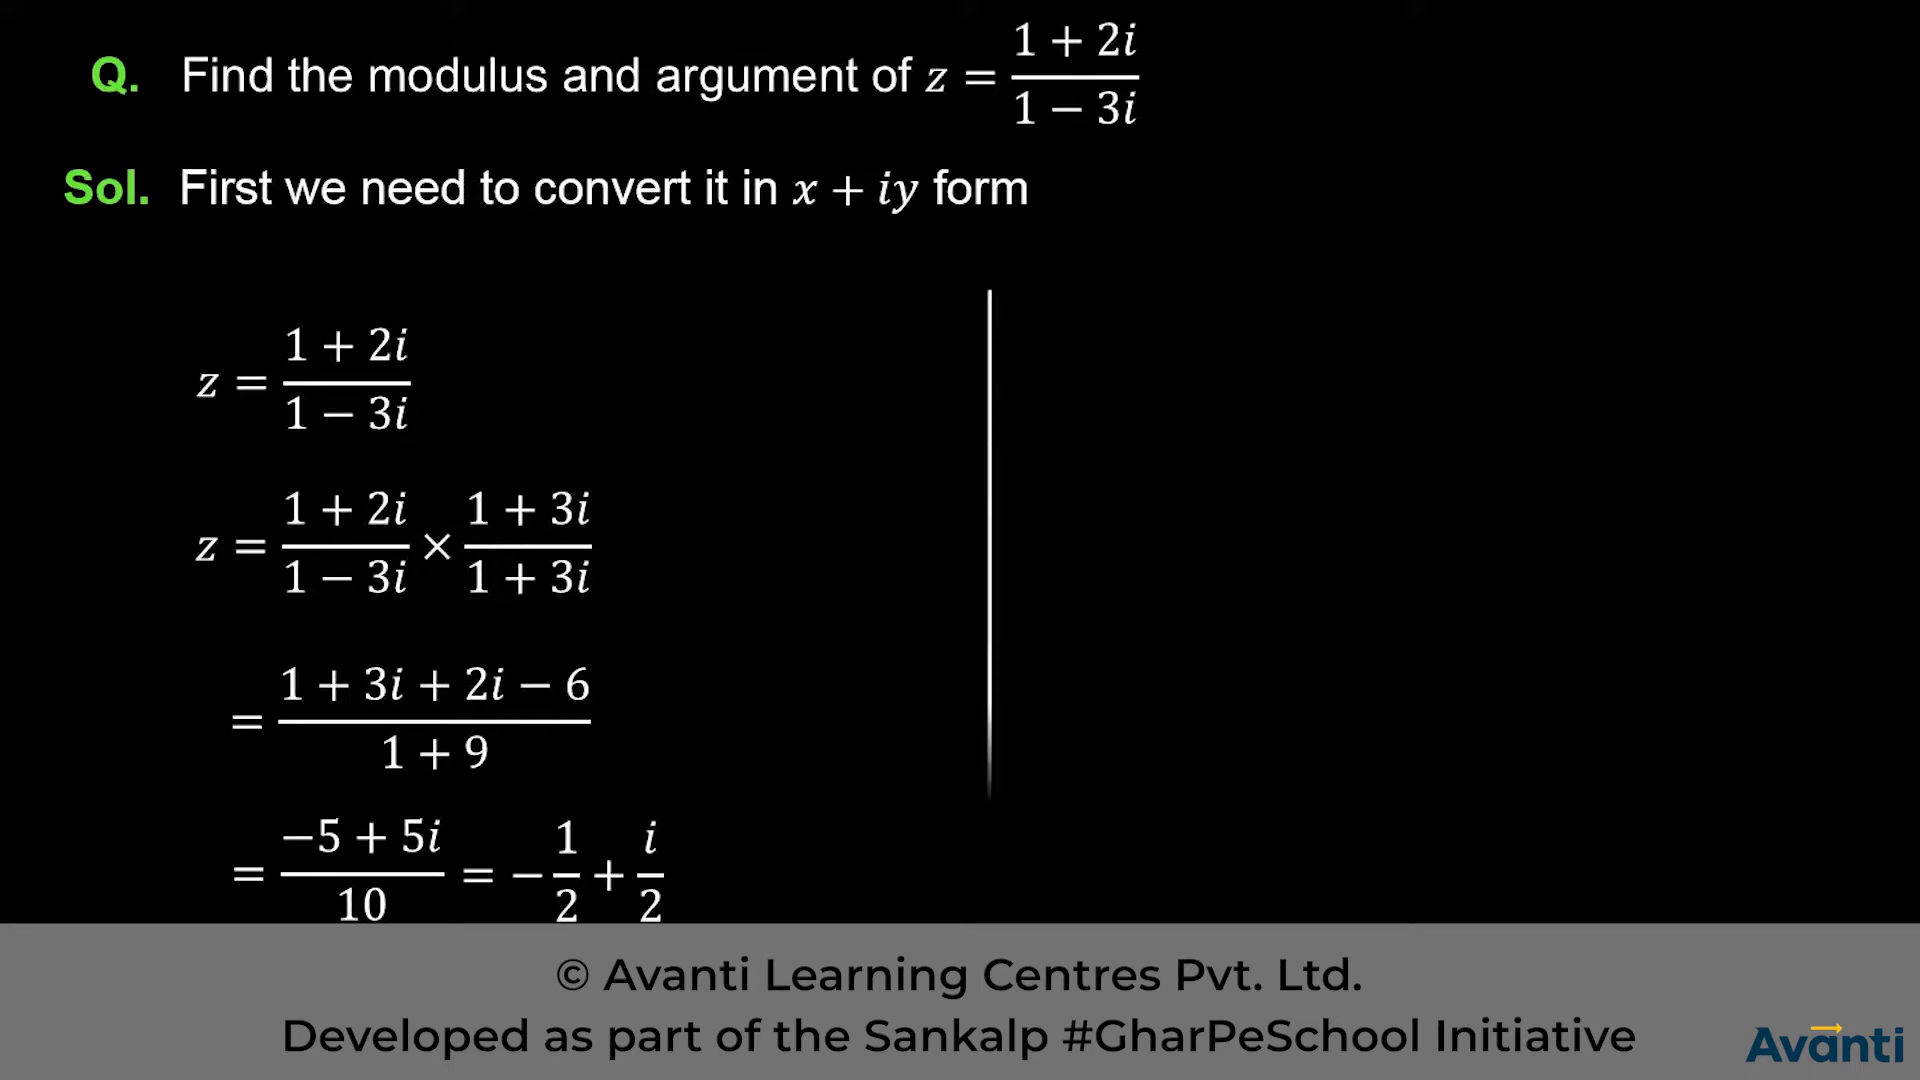 Q. Find the modulus and argument of z = (1 + 2i)/(1 − 3i)
Sol. First we need to convert it in x + iy form
z = (1 + 2i)/(1 − 3i)
z = (1 + 2i)/(1 − 3i) × (1 + 3i)/(1 + 3i)
= (1 + 3i + 2i − 6)/(1 + 9)
= (−5 + 5i)/10 = −1/2 + i/2
© Avanti Learning Centres Pvt. Ltd.
Developed as part of the Sankalp #GharPeSchool Initiative
Avanti